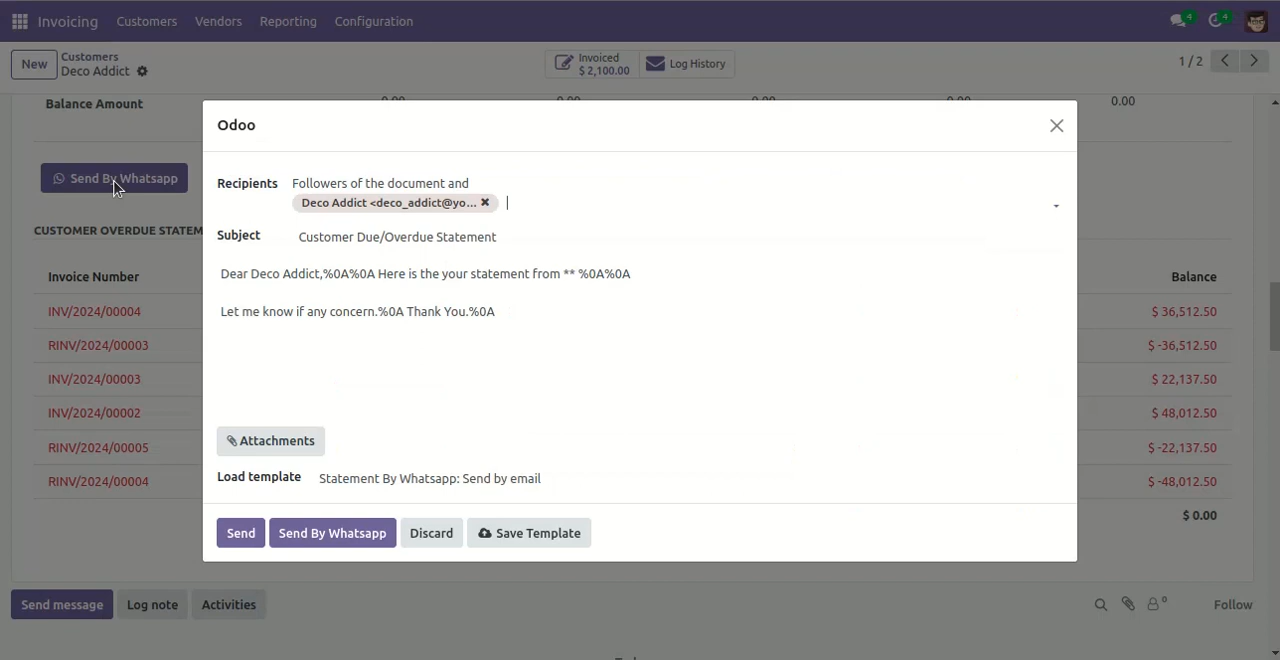 Invoicing Customers Vendors Reporting Configuration 4 4
New Customers
Deco Addict
Invoiced
$ 2,100.00
Log History
1 / 2
Balance Amount 0.00 0.00 0.00 0.00 0.00
Odoo
Send By Whatsapp
Recipients Followers of the document and
Deco Addict <deco_addict@yo...
Subject Customer Due/Overdue Statement
CUSTOMER OVERDUE STATEM
Dear Deco Addict,%0A%0A Here is the your statement from ** %0A%0A
Let me know if any concern.%0A Thank You.%0A
Invoice Number Balance
INV/2024/00004 $ 36,512.50
RINV/2024/00003 $ -36,512.50
INV/2024/00003 $ 22,137.50
INV/2024/00002 $ 48,012.50
RINV/2024/00005 $ -22,137.50
RINV/2024/00004 $ -48,012.50
$ 0.00
Attachments
Load template Statement By Whatsapp: Send by email
Send Send By Whatsapp Discard Save Template
Send message Log note Activities 0 Follow